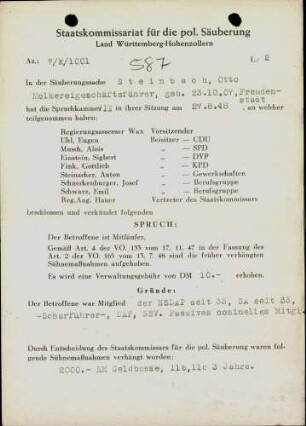 Staatskommissariat für die pol. Säuberung
Land Württemberg-Hohenzollern
Az.: 7/M/1001
587
L: 2
In der Säuberungssache Steinbach, Otto
Molkereigeschäftsführer, geb. 23.10.07, Freuden-
stadt
hat die Spruchkammer II in ihrer Sitzung am 27.8.48, an welcher
teilgenommen haben:
Regierungsassessor Wax Vorsitzender
Uhl, Eugen Beisitzer — CDU
Musch, Alois „ — SPD
Einstein, Sigbert „ — DVP
Fink, Gottlieb „ — KPD
Steinacher, Anton „ — Gewerkschaften
Schneckenburger, Josef „ — Berufsgruppe
Schwarz, Emil „ — Berufsgruppe
Reg.Ang. Hauer Vertreter des Staatskommissars
beschlossen und verkündet folgenden
SPRUCH:
Der Betroffene ist Mitläufer.
Gemäß Art. 4 der VO. 133 vom 17. 11. 47 in der Fassung des
Art. 2 der VO. 165 vom 13. 7. 48 sind die früher verhängten
Sühnemaßnahmen aufgehoben.
Es wird eine Verwaltungsgebühr von DM 10.- erhoben.
Gründe:
Der Betroffene war Mitglied der NSDAP seit 33, SA seit 33,
-Scharführer-, DAF, NSV. Passives nominelles Mitgl.
Durch Entscheidung des Staatskommissars für die pol. Säuberung waren fol-
gende Sühnemaßnahmen verhängt worden:
2000.- RM Geldbusse, 11b, 11c 3 Jahre.